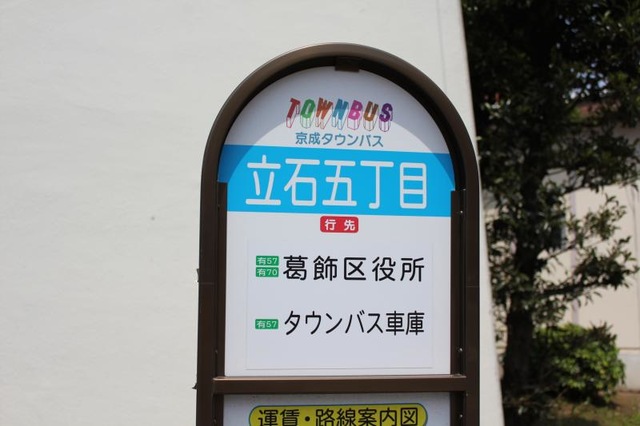 TOWNBUS
京成タウンバス
立石五丁目
行先
有57
有70 葛飾区役所
有57 タウンバス車庫
運賃・路線案内図